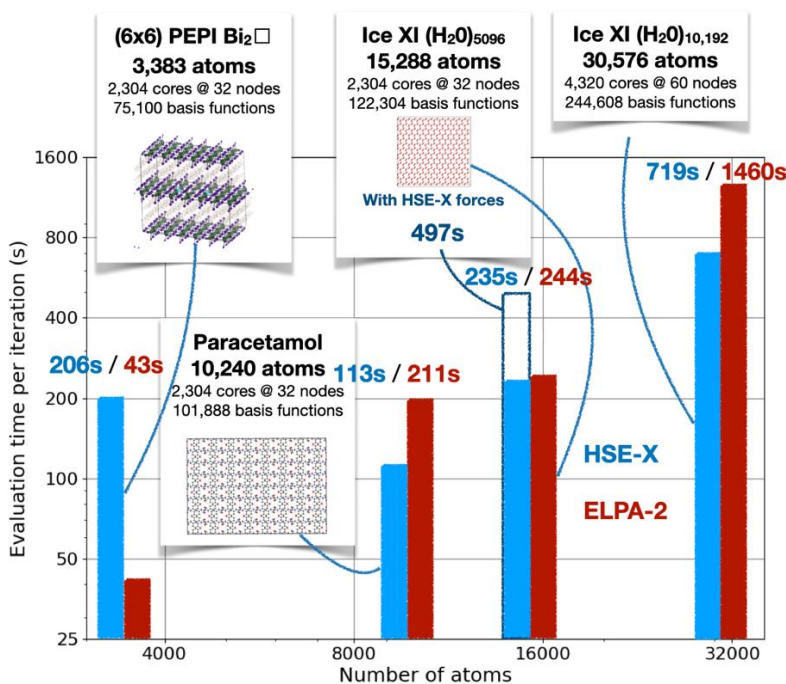 (6x6) PEPI Bi₂□
3,383 atoms
2,304 cores @ 32 nodes
75,100 basis functions
Ice XI (H₂0)₅₀₉₆
15,288 atoms
2,304 cores @ 32 nodes
122,304 basis functions
With HSE-X forces
497s
Ice XI (H₂0)₁₀,₁₉₂
30,576 atoms
4,320 cores @ 60 nodes
244,608 basis functions
719s / 1460s
235s / 244s
206s / 43s
Paracetamol
10,240 atoms
2,304 cores @ 32 nodes
101,888 basis functions
113s / 211s
HSE-X
ELPA-2
Evaluation time per iteration (s)
1600
800
400
200
100
50
25
4000
8000
16000
32000
Number of atoms